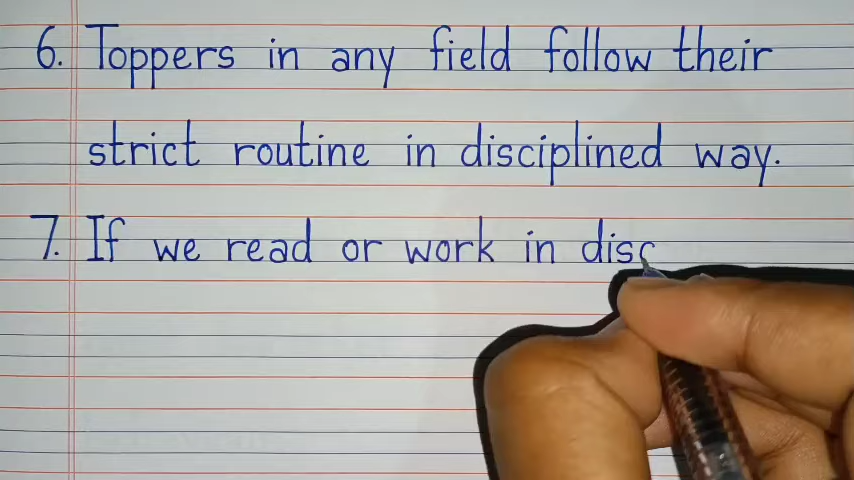 6. Toppers in any field follow their
strict routine in disciplined way.
7. If we read or work in disc